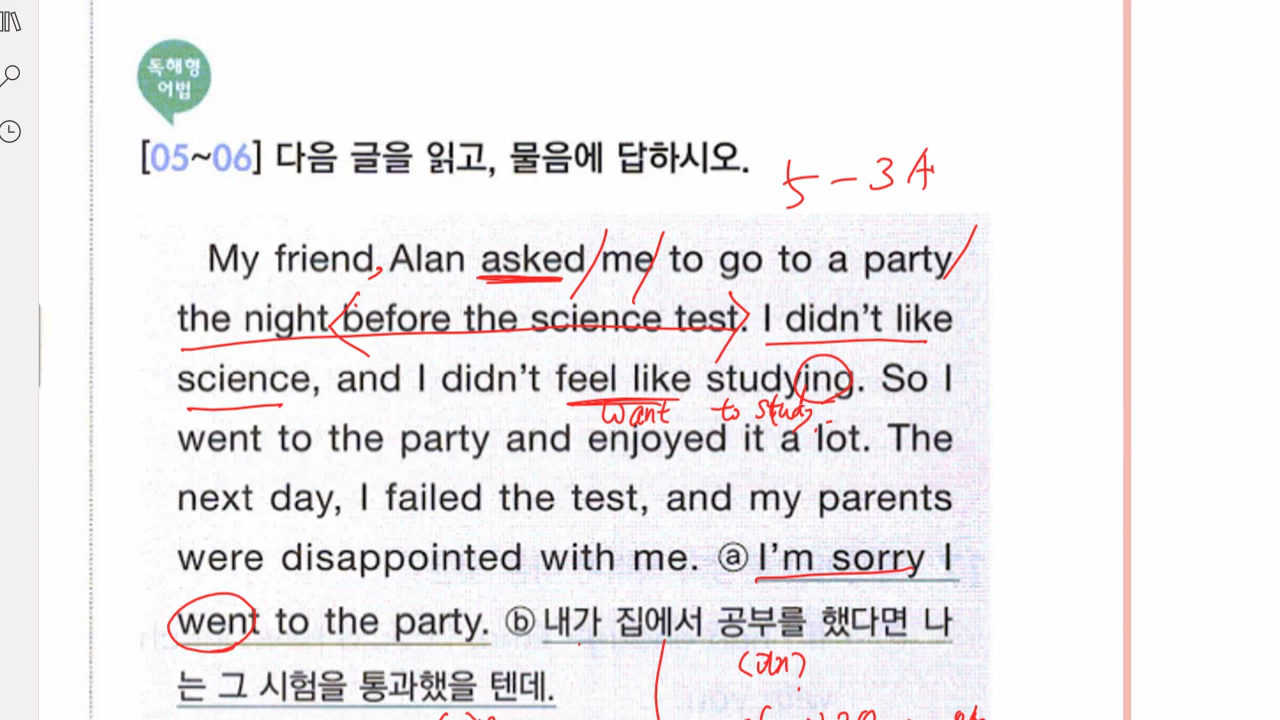 독해형
어법
[05~06] 다음 글을 읽고, 물음에 답하시오.
5-3A
My friend, Alan asked me to go to a party
the night before the science test. I didn't like
science, and I didn't feel like studying. So I
want to study
went to the party and enjoyed it a lot. The
next day, I failed the test, and my parents
were disappointed with me. ⓐ I'm sorry I
went to the party. ⓑ 내가 집에서 공부를 했다면 나
는 그 시험을 통과했을 텐데.